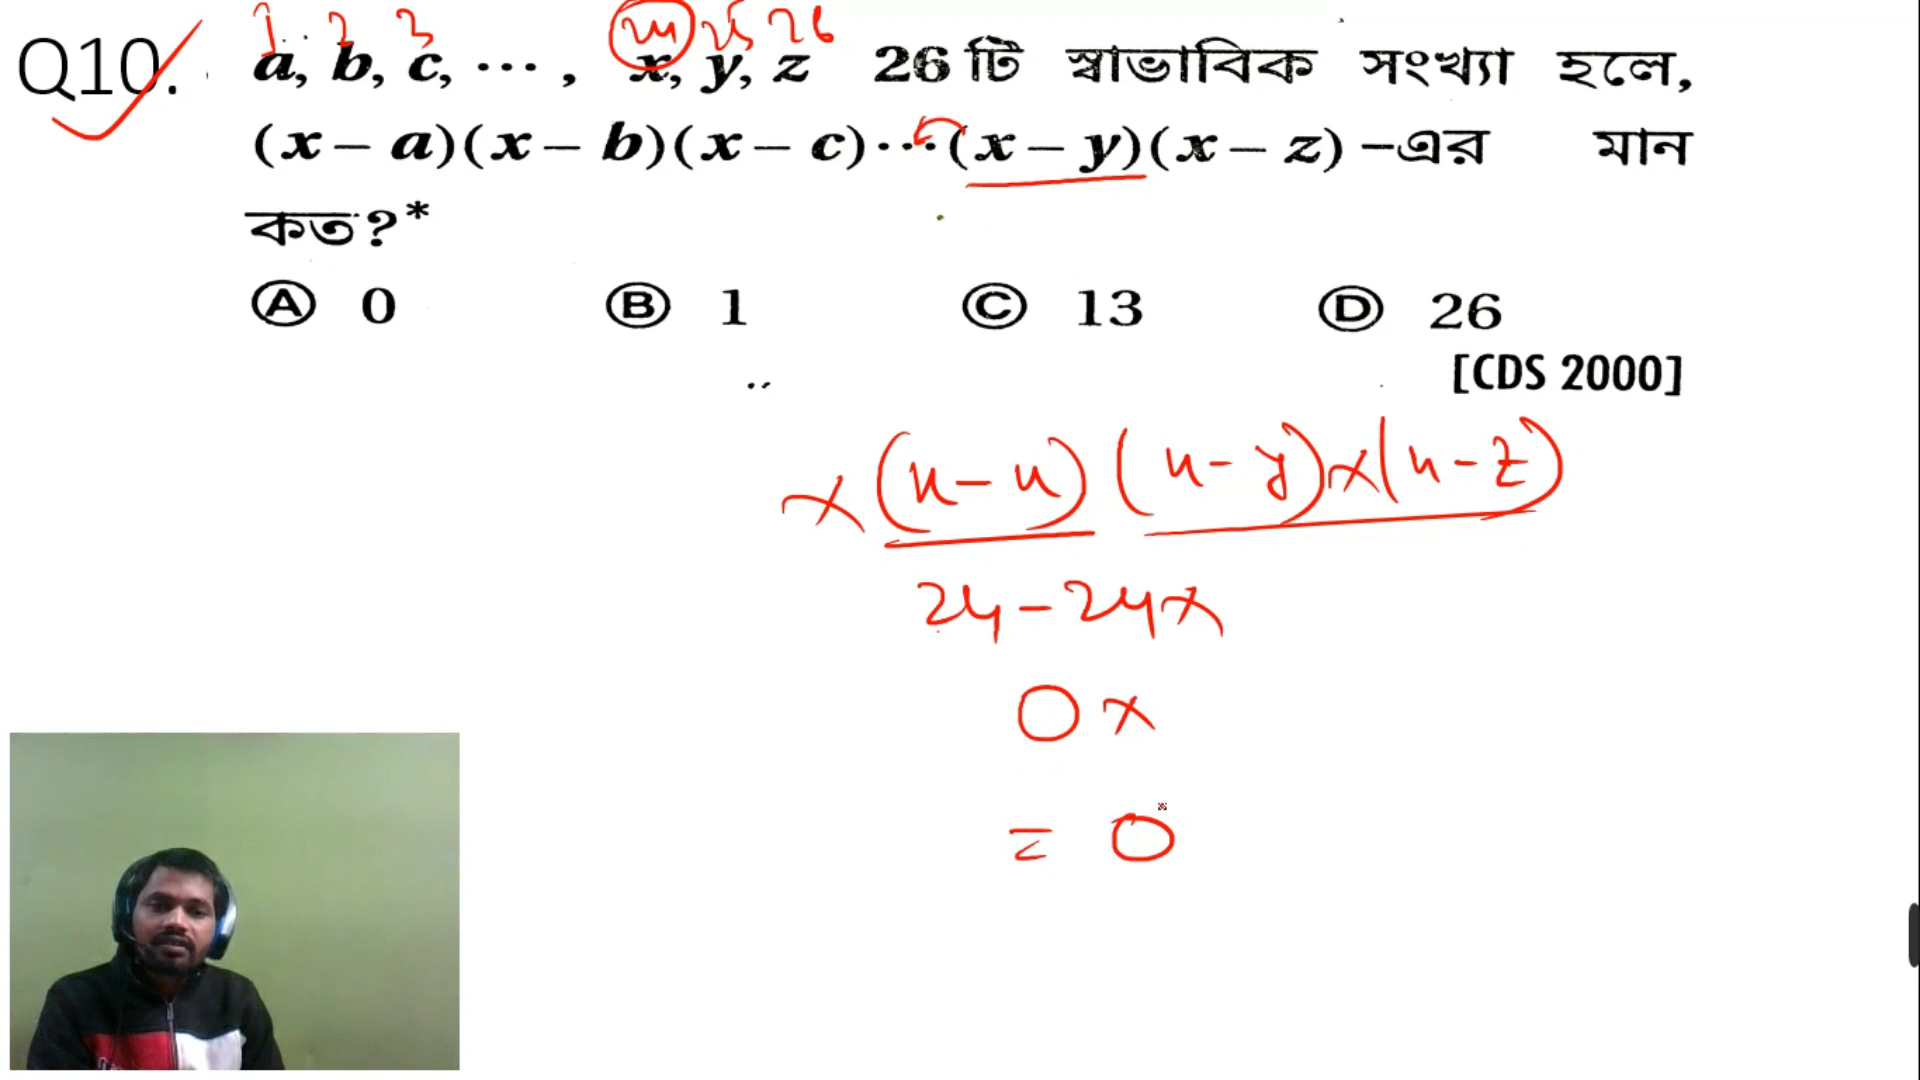 1 2 3 24 25 26
Q10. a, b, c, ⋯ , x, y, z 26 টি স্বাভাবিক সংখ্যা হলে,
(x − a)(x − b)(x − c)⋯(x − y)(x − z) −এর মান
কত?*
Ⓐ 0 Ⓑ 1 Ⓒ 13 Ⓓ 26
[CDS 2000]
×(x−x)(x−y)×(x−z)
24−24×
0×
= 0